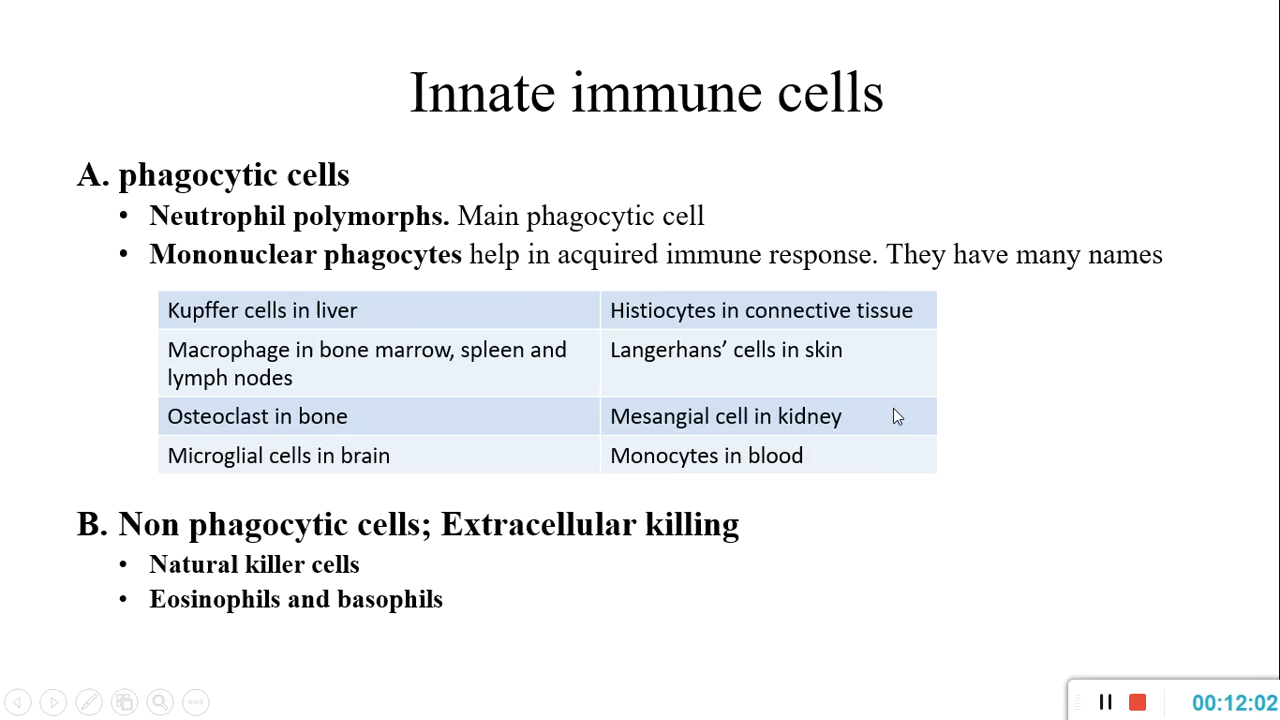 Innate immune cells
A. phagocytic cells
• Neutrophil polymorphs. Main phagocytic cell
• Mononuclear phagocytes help in acquired immune response. They have many names
Kupffer cells in liver
Histiocytes in connective tissue
Macrophage in bone marrow, spleen and
lymph nodes
Langerhans’ cells in skin
Osteoclast in bone
Mesangial cell in kidney
Microglial cells in brain
Monocytes in blood
B. Non phagocytic cells; Extracellular killing
• Natural killer cells
• Eosinophils and basophils
00:12:02